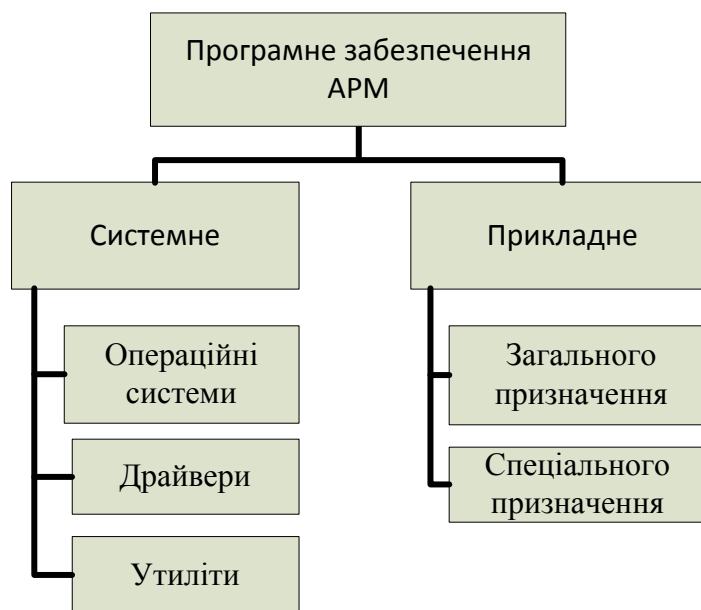 Програмне забезпечення
АРМ
Системне
Прикладне
Операційні
системи
Драйвери
Утиліти
Загального
призначення
Спеціального
призначення